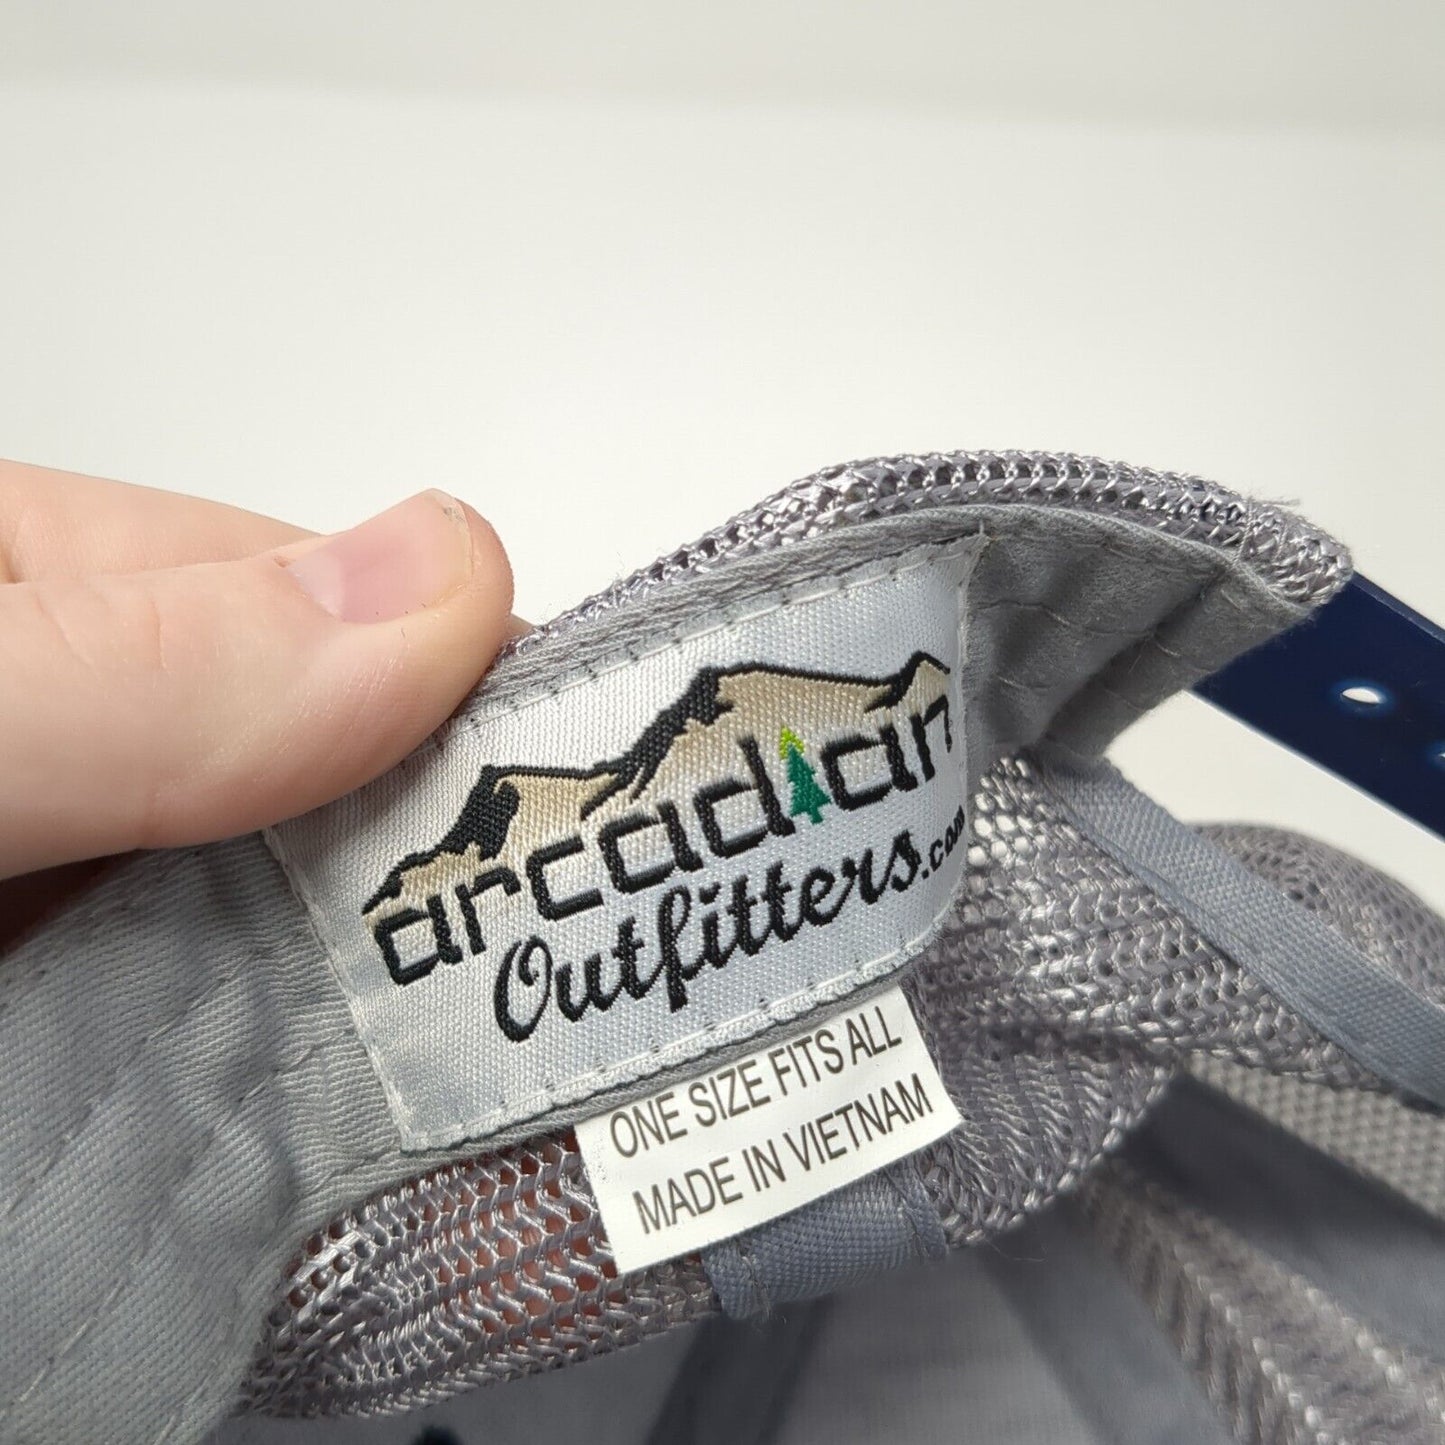 arcadian
Outfitters.com
ONE SIZE FITS ALL
MADE IN VIETNAM